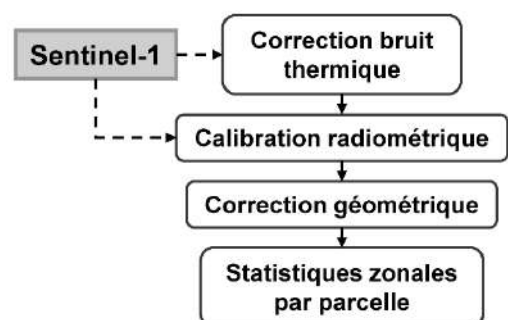 Sentinel-1
Correction bruit
thermique
Calibration radiométrique
Correction géométrique
Statistiques zonales
par parcelle